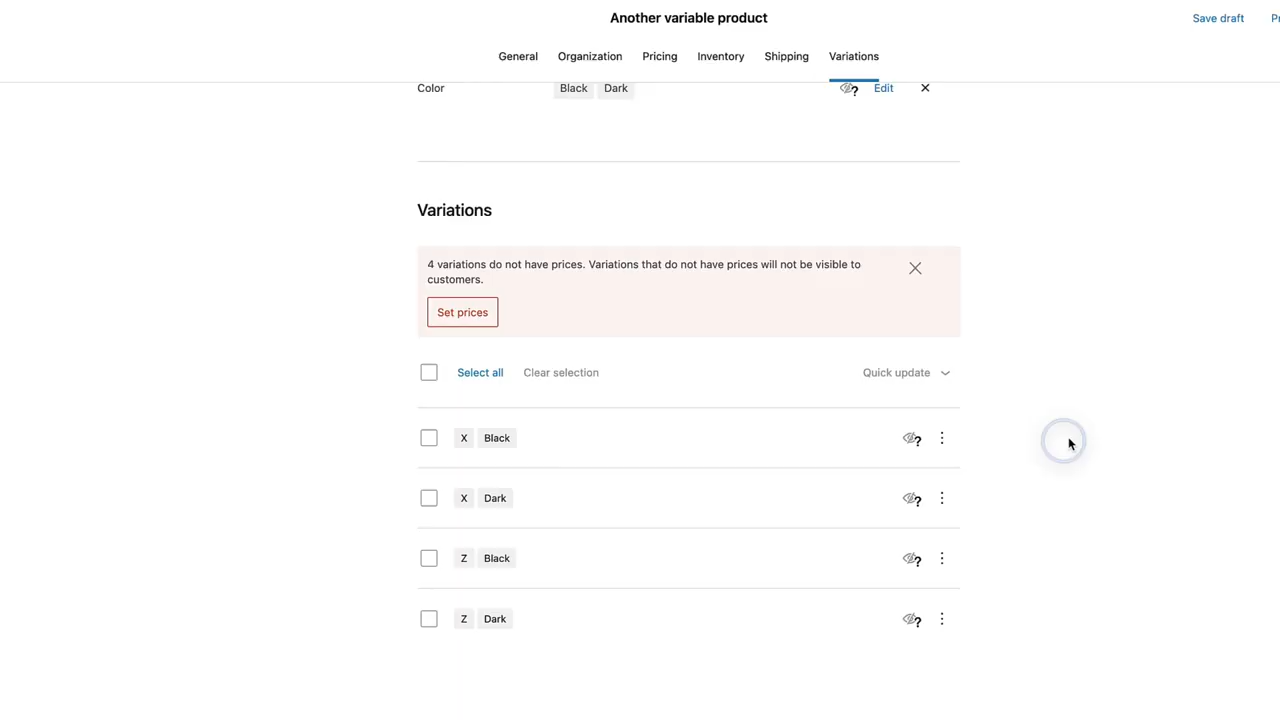 Another variable product
Save draft
General Organization Pricing Inventory Shipping Variations
Color Black Dark ? Edit
Variations
4 variations do not have prices. Variations that do not have prices will not be visible to
customers.
Set prices
Select all Clear selection Quick update
X Black ?
X Dark ?
Z Black ?
Z Dark ?